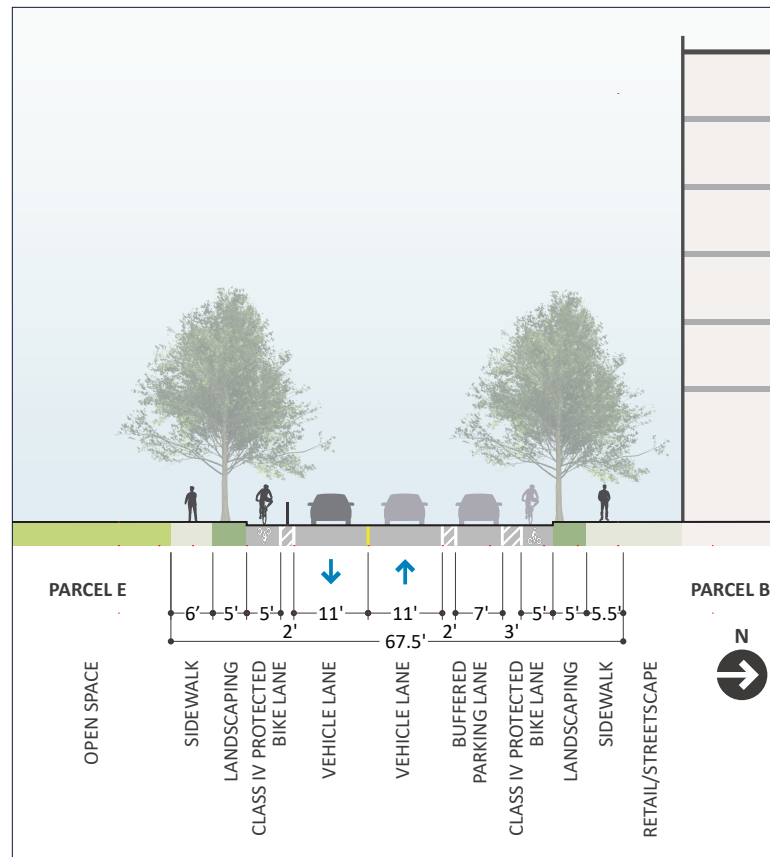 PARCEL E
PARCEL B
6’
5'
5'
11'
11'
7'
5'
5'
5.5'
2'
2'
3'
67.5'
N
OPEN SPACE
SIDEWALK
LANDSCAPING
CLASS IV PROTECTED
BIKE LANE
VEHICLE LANE
VEHICLE LANE
BUFFERED
PARKING LANE
CLASS IV PROTECTED
BIKE LANE
LANDSCAPING
SIDEWALK
RETAIL/STREETSCAPE